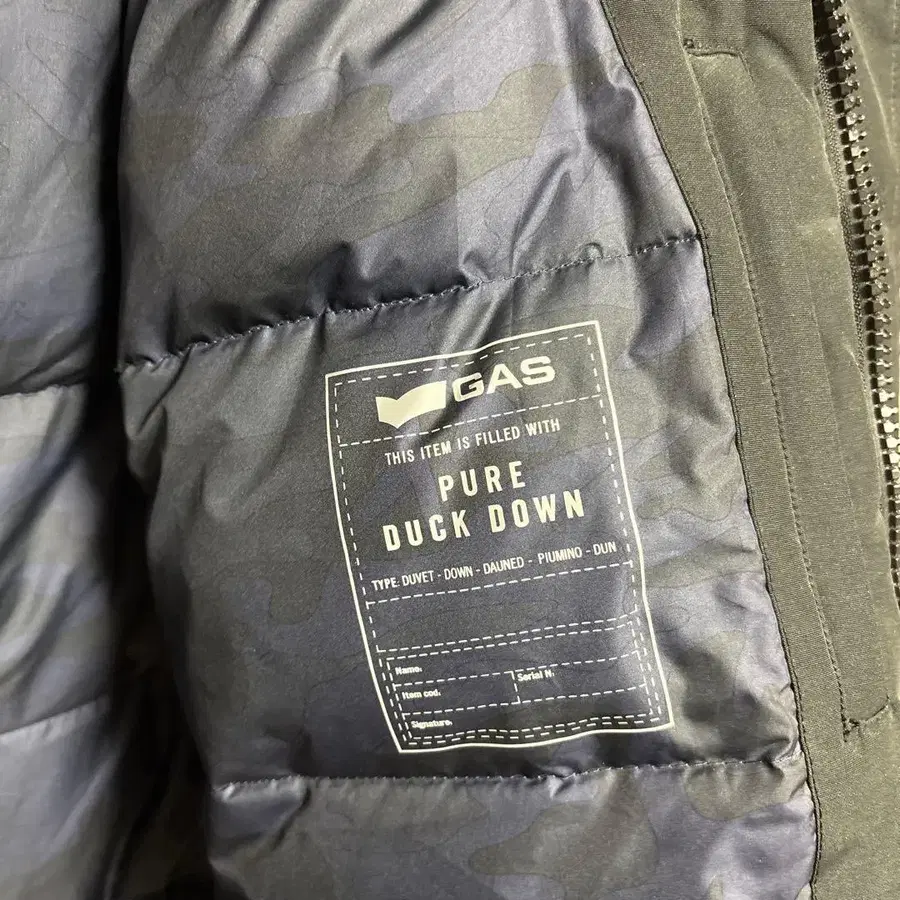 GAS
THIS ITEM IS FILLED WITH
PURE
DUCK DOWN
TYPE: DUVET - DOWN - DAUNED - PIUMINO - DUN
Name.
Item cod.
Serial N.
Signature.